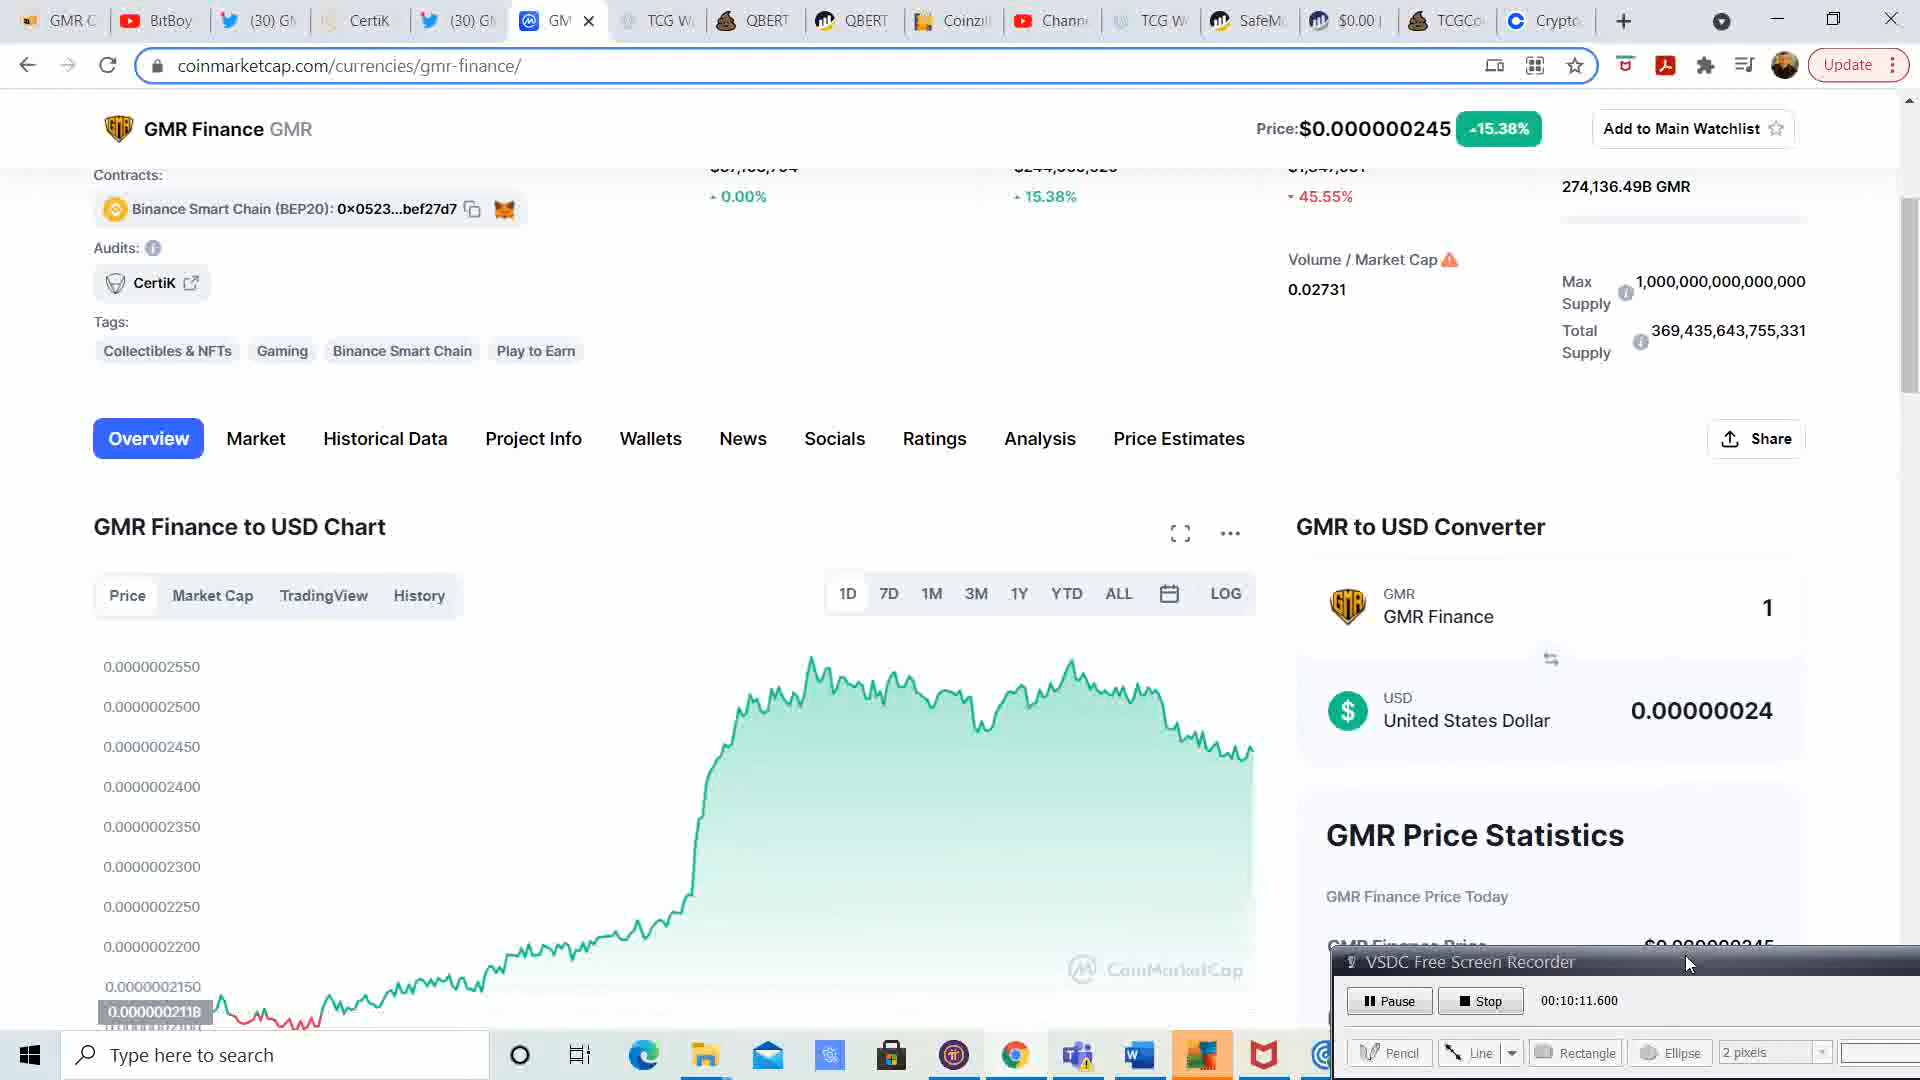 GMR C
BitBoy
(30) GM
CertiK
(30) GM
GM
TCG W
QBERT
QBERT
Coinzil
Chann
TCG W
SafeM
$0.00 |
TCGCo
Crypto
coinmarketcap.com/currencies/gmr-finance/
Update
GMR Finance GMR
Price:$0.000000245 15.38%
Add to Main Watchlist
Contracts:
Binance Smart Chain (BEP20): 0x0523...bef27d7
0.00%
15.38%
45.55%
274,136.49B GMR
Audits:
CertiK
Volume / Market Cap
0.02731
Max Supply 1,000,000,000,000,000
Total Supply 369,435,643,755,331
Tags:
Collectibles & NFTs Gaming Binance Smart Chain Play to Earn
Overview Market Historical Data Project Info Wallets News Socials Ratings Analysis Price Estimates
Share
GMR Finance to USD Chart
Price Market Cap TradingView History
1D 7D 1M 3M 1Y YTD ALL LOG
0.0000002550
0.0000002500
0.0000002450
0.0000002400
0.0000002350
0.0000002300
0.0000002250
0.0000002200
0.0000002150
0.0000002118
CoinMarketCap
GMR to USD Converter
GMR
GMR Finance
1
USD
United States Dollar
0.00000024
GMR Price Statistics
GMR Finance Price Today
GMR Finance Price $0.000000245
VSDC Free Screen Recorder
Pause Stop 00:10:11.600
Pencil Line Rectangle Ellipse 2 pixels
Type here to search